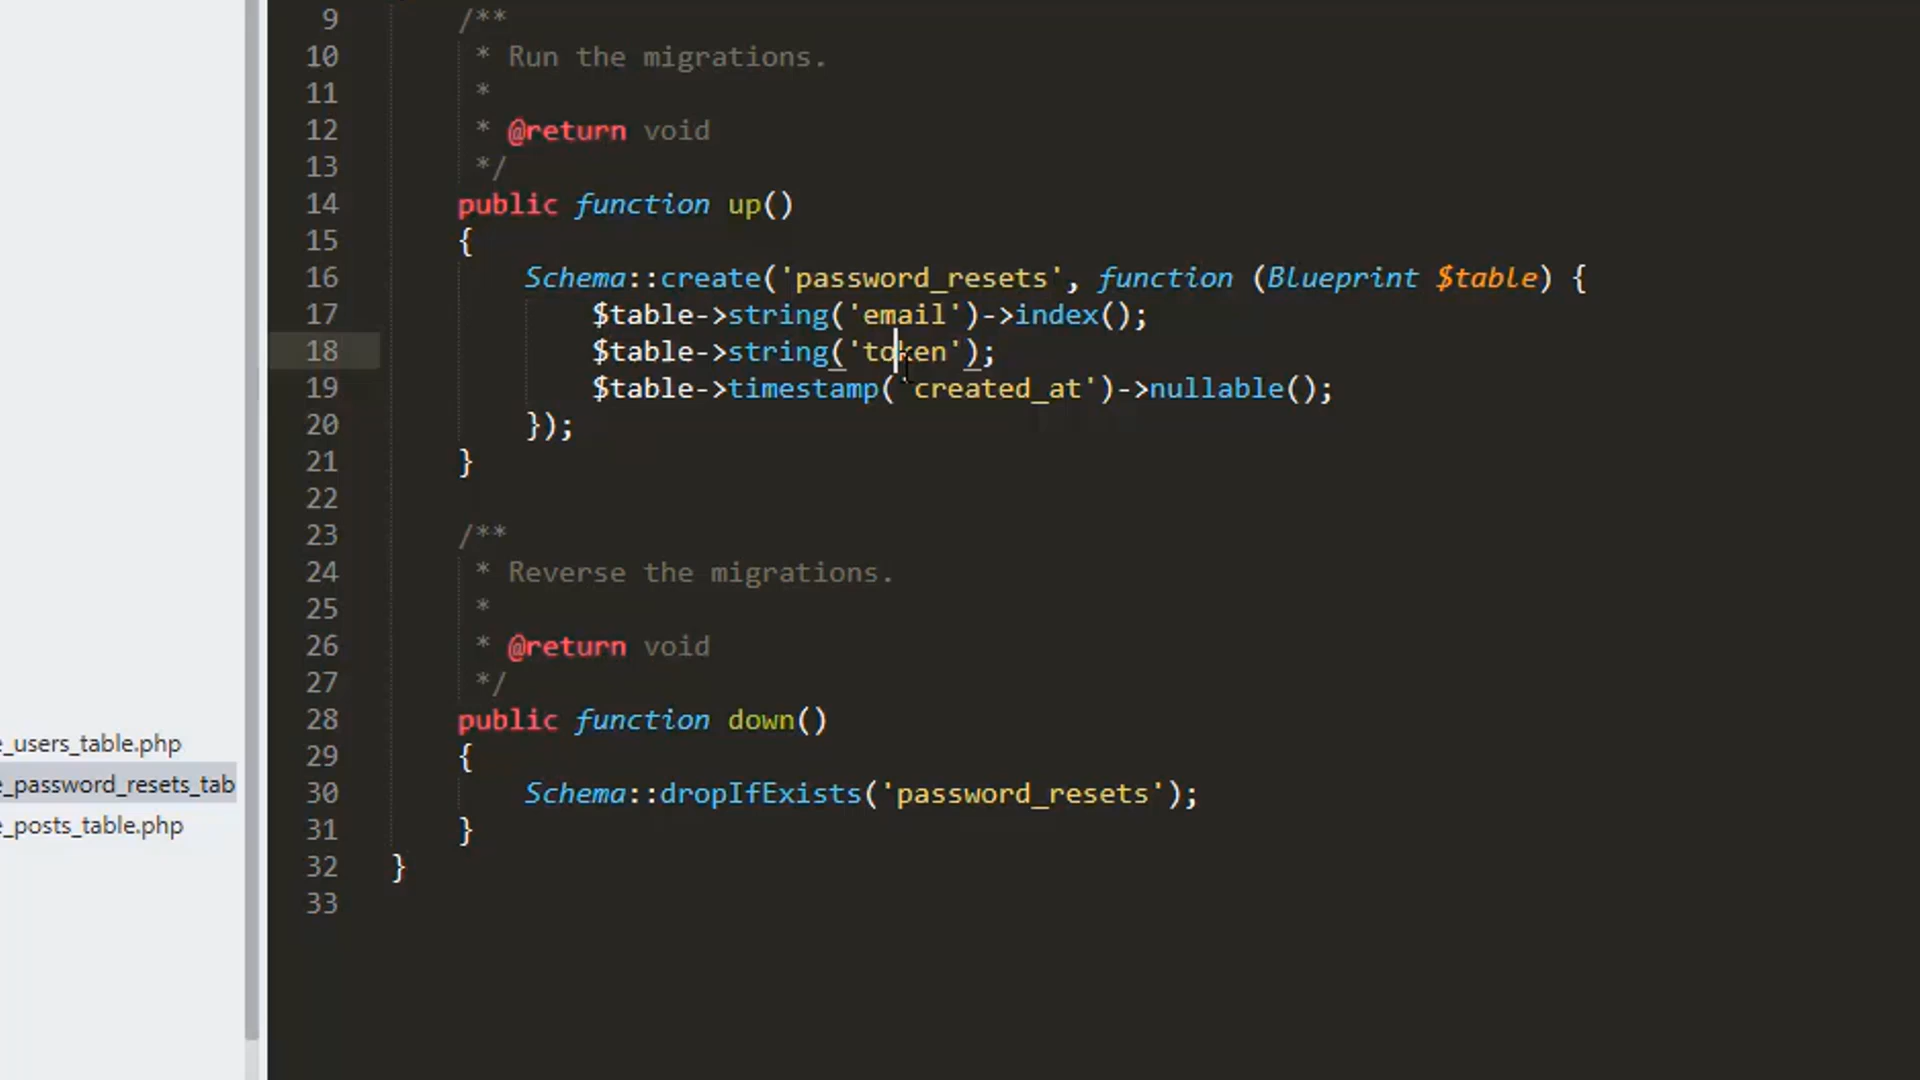 9 /**
10 * Run the migrations.
11 *
12 * @return void
13 */
14 public function up()
15 {
16 Schema::create('password_resets', function (Blueprint $table) {
17 $table->string('email')->index();
18 $table->string('token');
19 $table->timestamp('created_at')->nullable();
20 });
21 }
22
23 /**
24 * Reverse the migrations.
25 *
26 * @return void
27 */
28 public function down()
29 {
30 Schema::dropIfExists('password_resets');
31 }
32 }
33
e_users_table.php
e_password_resets_tab
e_posts_table.php